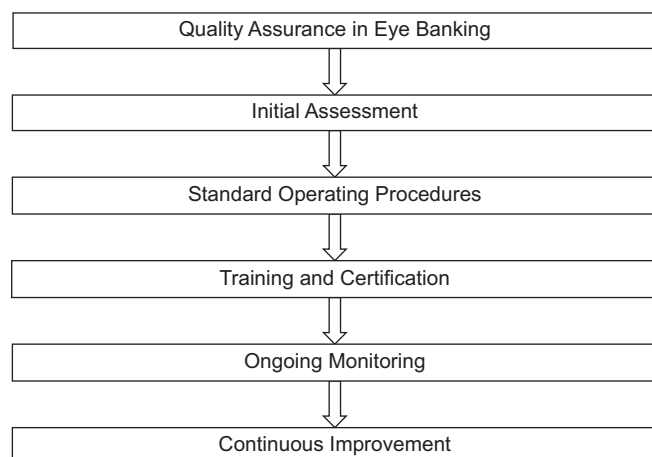 Quality Assurance in Eye Banking
Initial Assessment
Standard Operating Procedures
Training and Certification
Ongoing Monitoring
Continuous Improvement